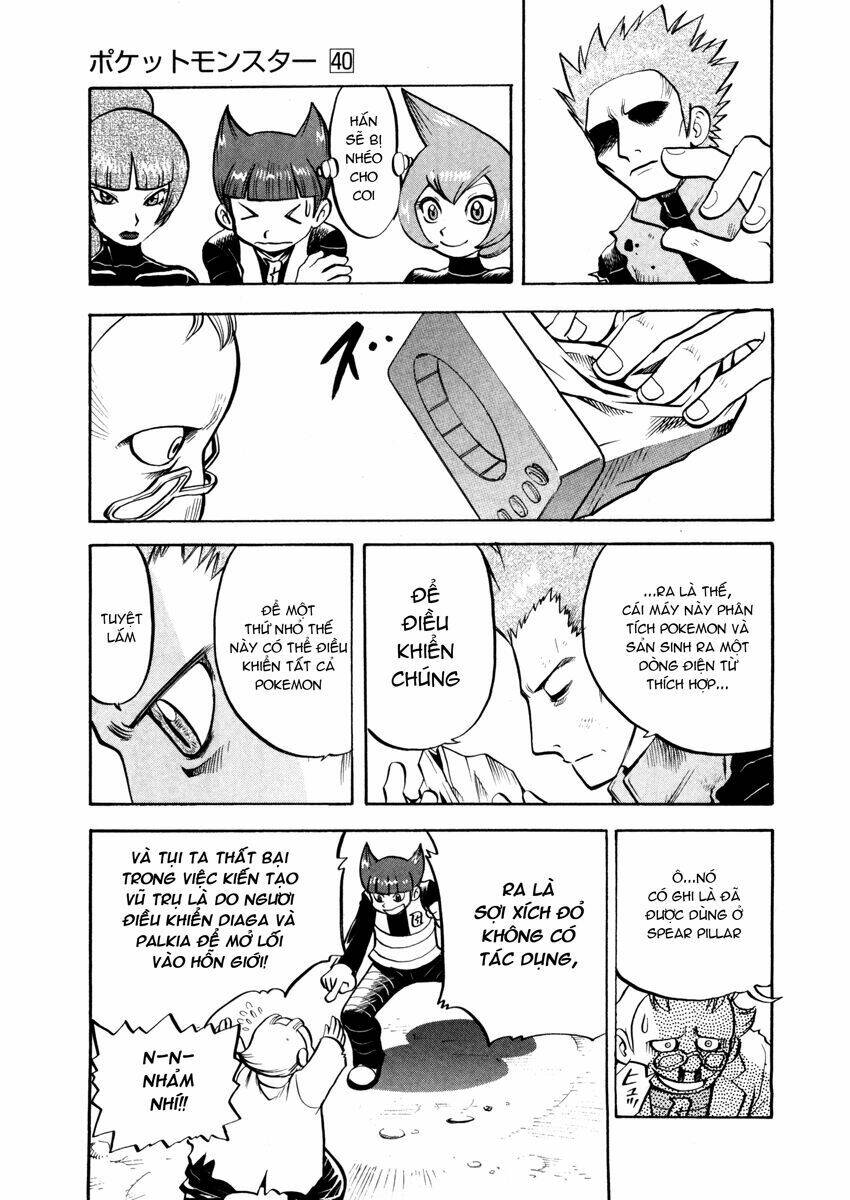 ポケットモンスター 40
HẮN
SẼ BỊ
NHÉO
CHO
COI
ズ..
...RA LÀ THẾ,
CÁI MÁY NÀY PHÂN
TÍCH POKEMON VÀ
SẢN SINH RA MỘT
DÒNG ĐIỆN TỪ
THÍCH HỢP...
ĐỂ
ĐIỀU
KHIỂN
CHÚNG
ĐỂ MỘT
THỨ NHỎ THẾ
NÀY CÓ THỂ ĐIỀU
KHIỂN TẤT CẢ
POKEMON
TUYỆT
LẮM
Ô...NÓ
CÓ GHI LÀ ĐÃ
ĐƯỢC DÙNG Ở
SPEAR PILLAR
RA LÀ
SỢI XÍCH ĐỎ
KHÔNG CÓ
TÁC DỤNG,
VÀ TỤI TA THẤT BẠI
TRONG VIỆC KIẾN TẠO
VŨ TRỤ LÀ DO NGƯƠI
ĐIỀU KHIỂN DIAGA VÀ
PALKIA ĐỂ MỞ LỐI
VÀO HỖN GIỚI!
N-N-
NHẢM
NHÍ!!